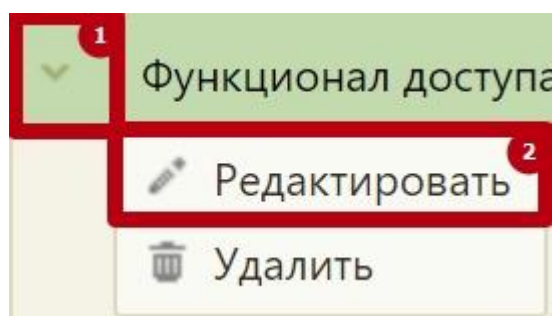 1
Функционал доступа
2
Редактировать
Удалить